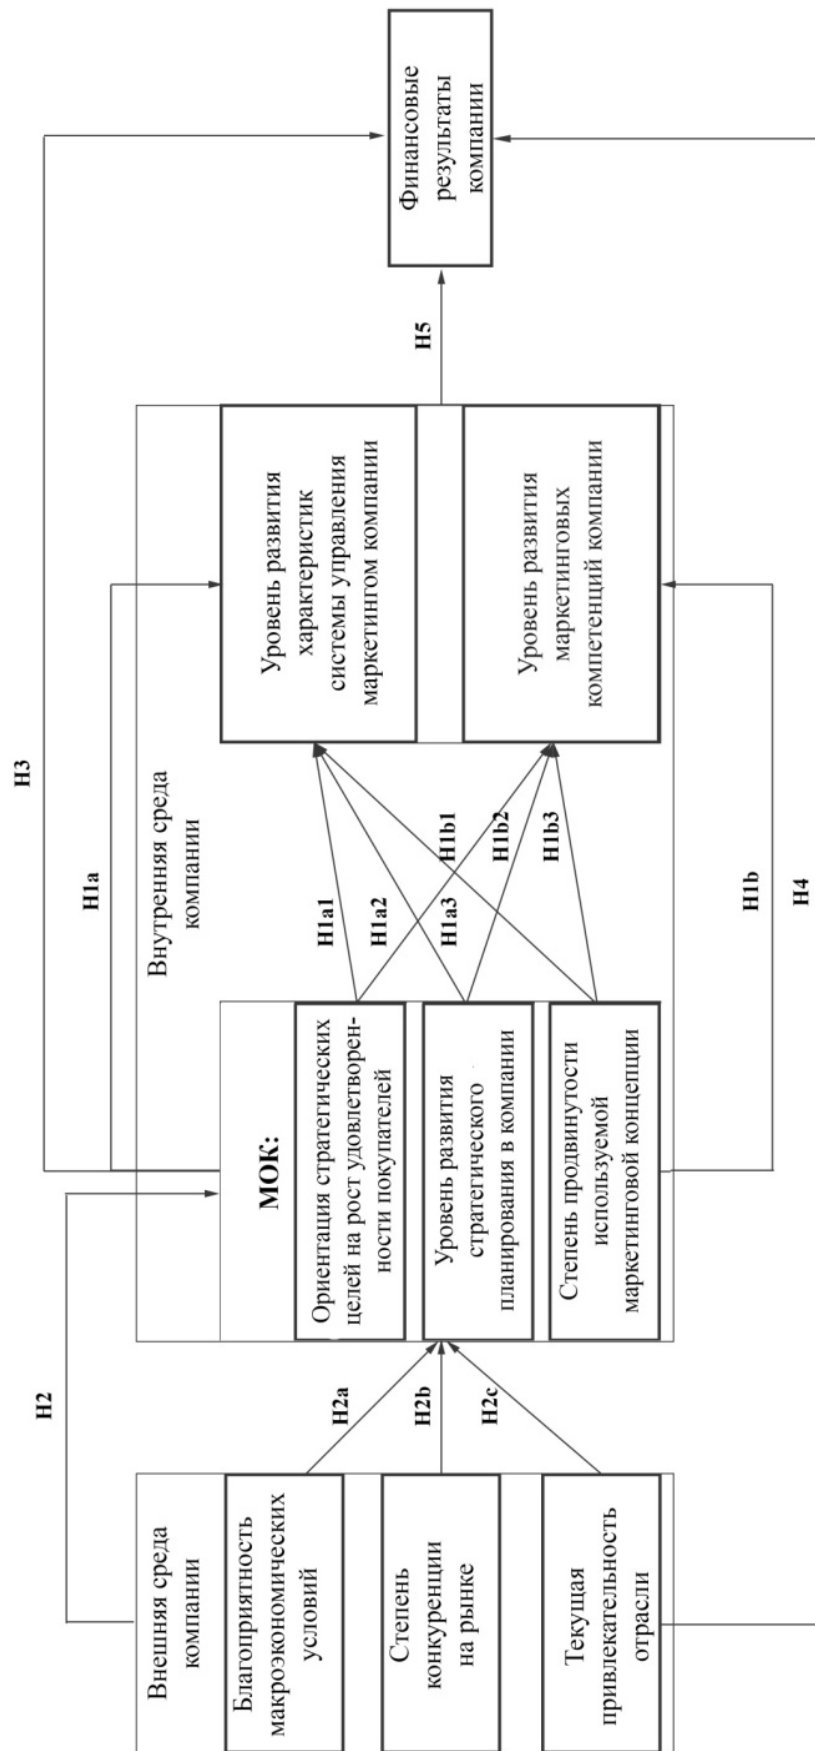 Внешняя среда
компании
Благоприятность
макроэкономических
условий
Степень
конкуренции
на рынке
Текущая
привлекательность
отрасли
H2
H2a
H2b
H2c
МОК:
Ориентация стратегических
целей на рост удовлетворен-
ности покупателей
Уровень развития
стратегического
планирования в компании
Степень продвинутости
используемой
маркетинговой концепции
Внутренняя среда
компании
H3
H1a
H1a1
H1a2
H1a3
H1b1
H1b2
H1b3
H1b
H4
Уровень развития
характеристик
системы управления
маркетингом компании
Уровень развития
маркетинговых
компетенций компании
H5
Финансовые
результаты
компании